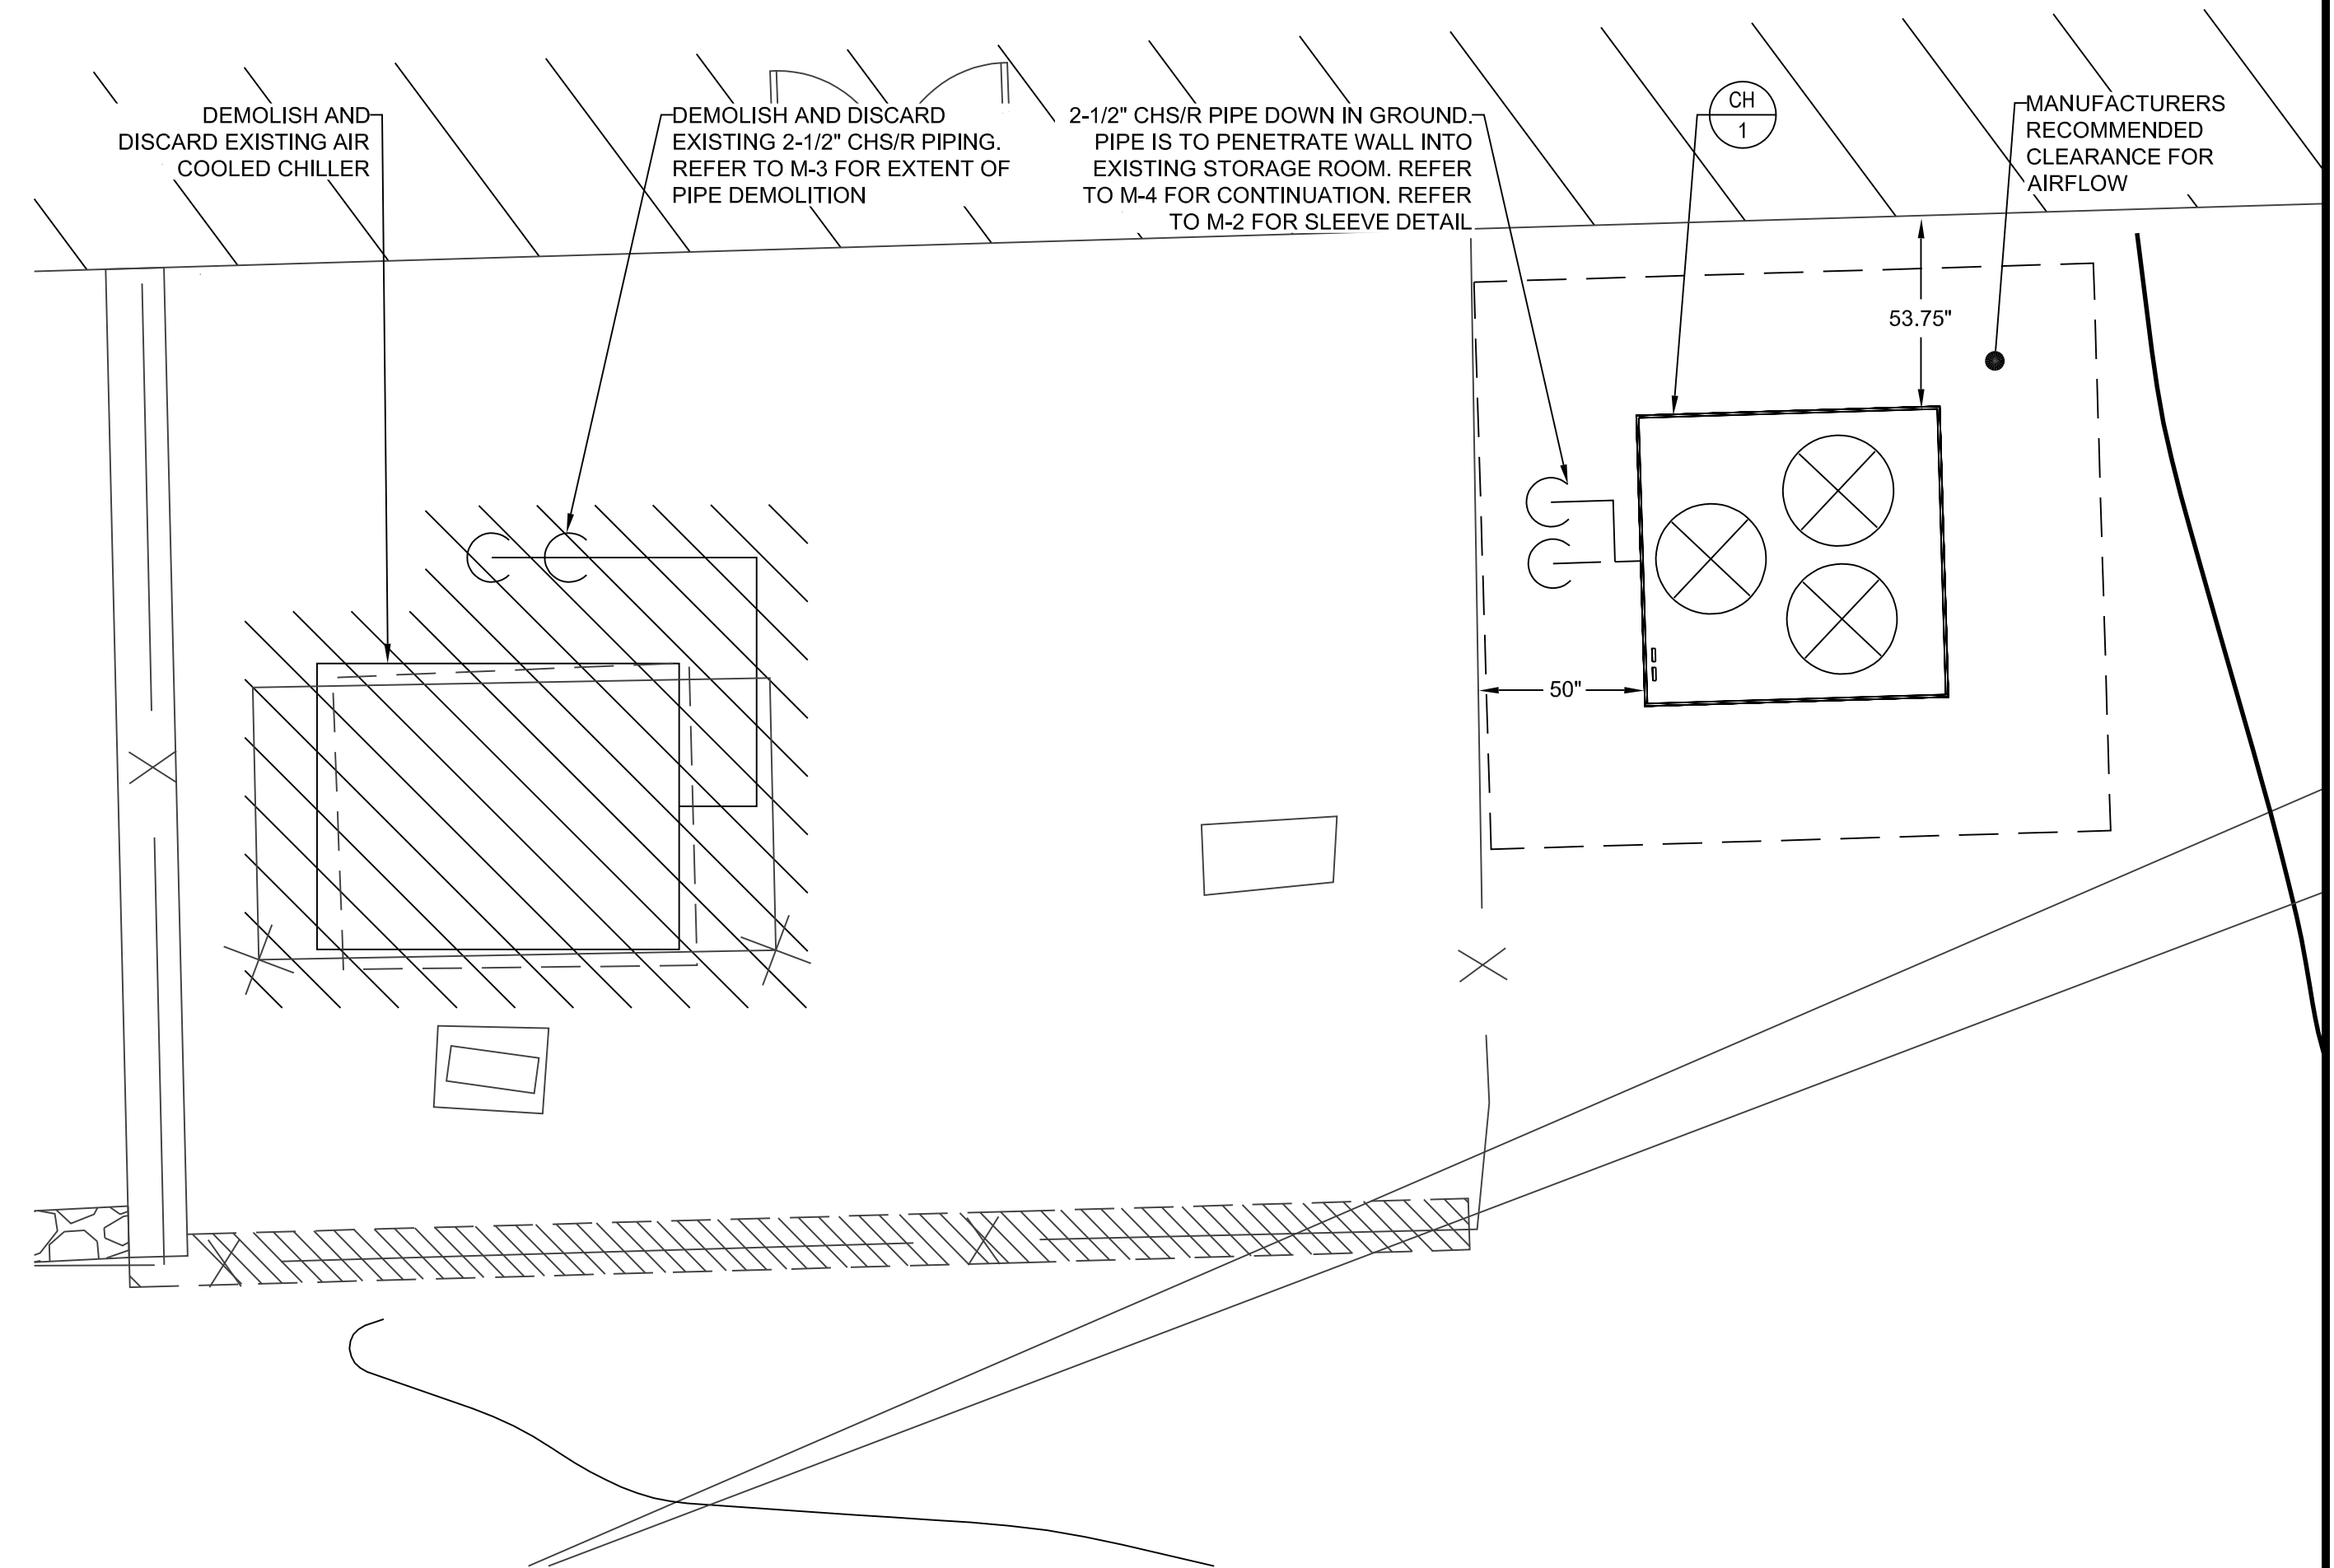 DEMOLISH AND
DISCARD EXISTING AIR
COOLED CHILLER
DEMOLISH AND DISCARD
EXISTING 2-1/2" CHS/R PIPING.
REFER TO M-3 FOR EXTENT OF
PIPE DEMOLITION
2-1/2" CHS/R PIPE DOWN IN GROUND.
PIPE IS TO PENETRATE WALL INTO
EXISTING STORAGE ROOM. REFER
TO M-4 FOR CONTINUATION. REFER
TO M-2 FOR SLEEVE DETAIL
CH
1
MANUFACTURERS
RECOMMENDED
CLEARANCE FOR
AIRFLOW
53.75"
50"